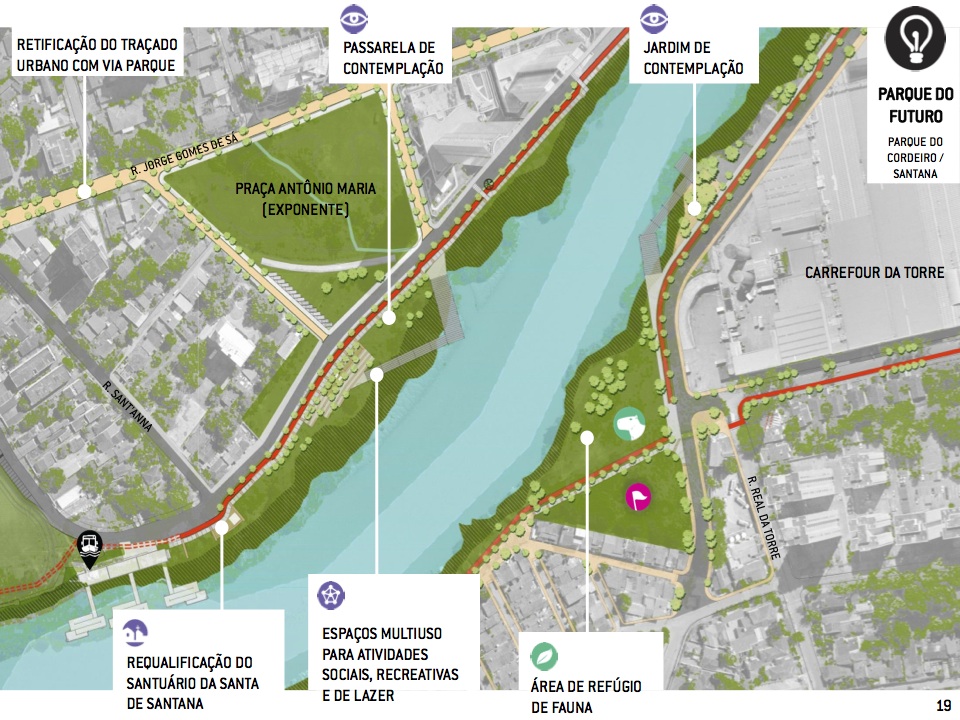 RETIFICAÇÃO DO TRAÇADO
URBANO COM VIA PARQUE
PASSARELA DE
CONTEMPLAÇÃO
JARDIM DE
CONTEMPLAÇÃO
PARQUE DO
FUTURO
PARQUE DO
CORDEIRO /
SANTANA
R. JORGE GOMES DE SÁ
PRAÇA ANTÔNIO MARIA
(EXPONENTE)
CARREFOUR DA TORRE
R. SANT'ANNA
R. REAL DA TORRE
REQUALIFICAÇÃO DO
SANTUÁRIO DA SANTA
DE SANTANA
ESPAÇOS MULTIUSO
PARA ATIVIDADES
SOCIAIS, RECREATIVAS
E DE LAZER
ÁREA DE REFÚGIO
DE FAUNA
19